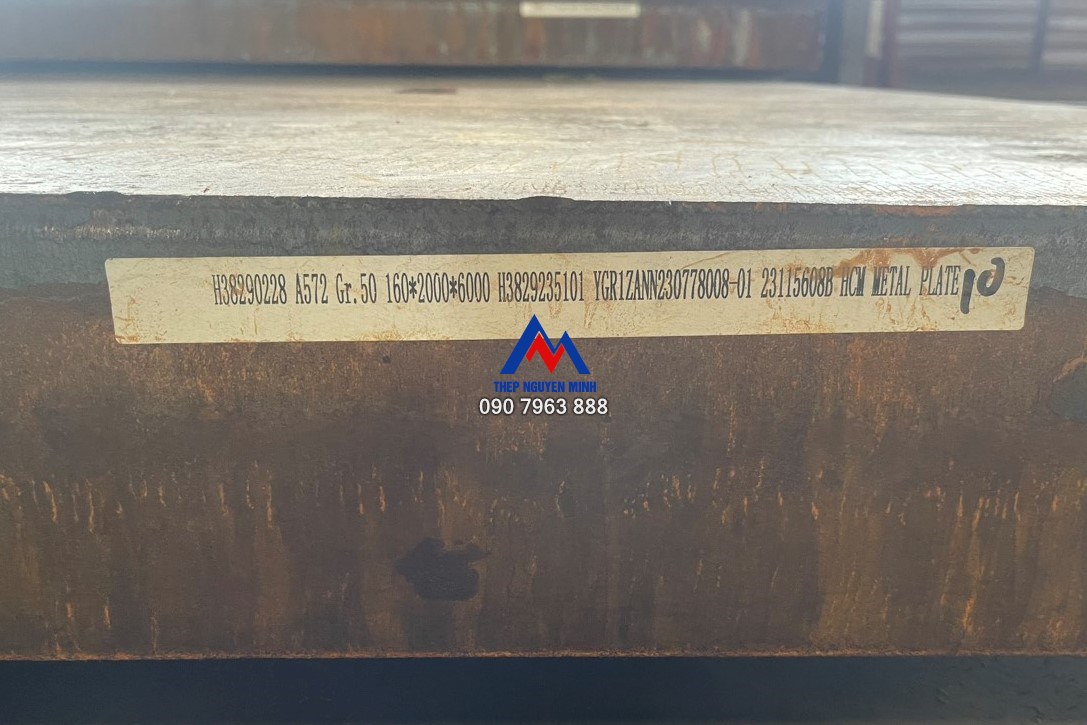 H38290228 A572 Gr.50 160*2000*6000 H3829235101 YGR1ZANN230778008-01 23115608B HCM METAL PLATE
THEP NGUYEN MINH
090 7963 888